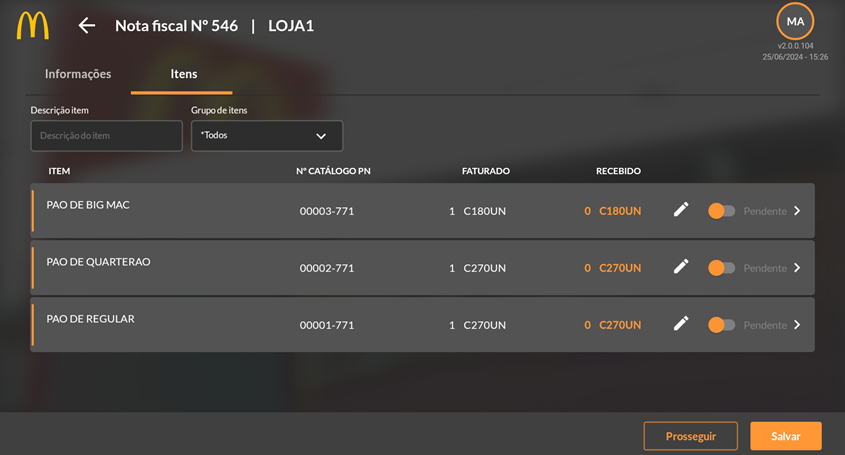 Nota fiscal Nº 546 | LOJA1
MA
v2.0.0.104
25/06/2024 - 15:26
Informações Itens
Descrição item Grupo de itens
Descrição do item *Todos
ITEM Nº CATÁLOGO PN FATURADO RECEBIDO
PAO DE BIG MAC 00003-771 1 C180UN 0 C180UN Pendente
PAO DE QUARTERAO 00002-771 1 C270UN 0 C270UN Pendente
PAO DE REGULAR 00001-771 1 C270UN 0 C270UN Pendente
Prosseguir Salvar